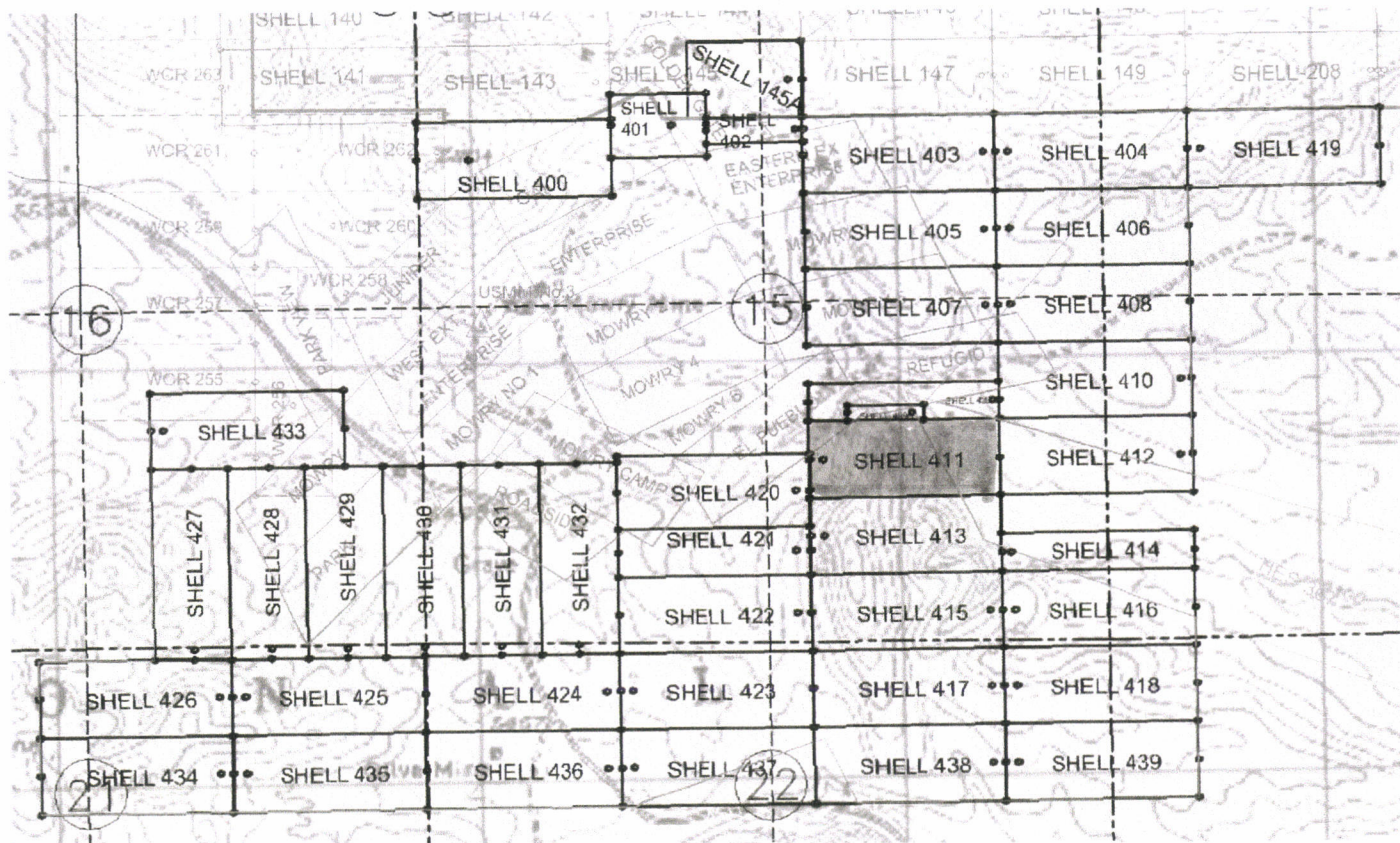 SHELL 140
SHELL 142
WCR 263
SHELL 141
SHELL 143
SHELL 145
SHELL 145A
SHELL 147
SHELL 149
SHELL 208
SHELL
401
SHELL
402
WCR 261
WCR 262
SHELL 400
EASTERN EX
ENTERPRISE
SHELL 403
SHELL 404
SHELL 419
WCR 259
WCR 260
JUNIPER
ENTERPRISE
MOWRY
SHELL 405
SHELL 406
WCR 258
WCR 257
USMM No 3
16
15
MOWRY
SHELL 407
SHELL 408
PARK VIEW
WEST EXT
ENTERPRISE
MOWRY 4
REFUGIO
WCR 255
MOWRY NO 1
MOWRY 6
EL PUEBLO
SHELL 410
SHELL 433
SHELL 411
SHELL 412
MOWRY
CAMP
ROADSIDE
SHELL 420
SHELL 427
SHELL 428
SHELL 429
SHELL 430
SHELL 431
SHELL 432
SHELL 421
SHELL 413
SHELL 414
SHELL 422
SHELL 415
SHELL 416
O N A L
SHELL 426
SHELL 425
SHELL 424
SHELL 423
SHELL 417
SHELL 418
SHELL 434
SHELL 435
SHELL 436
SHELL 437
SHELL 438
SHELL 439
21
22